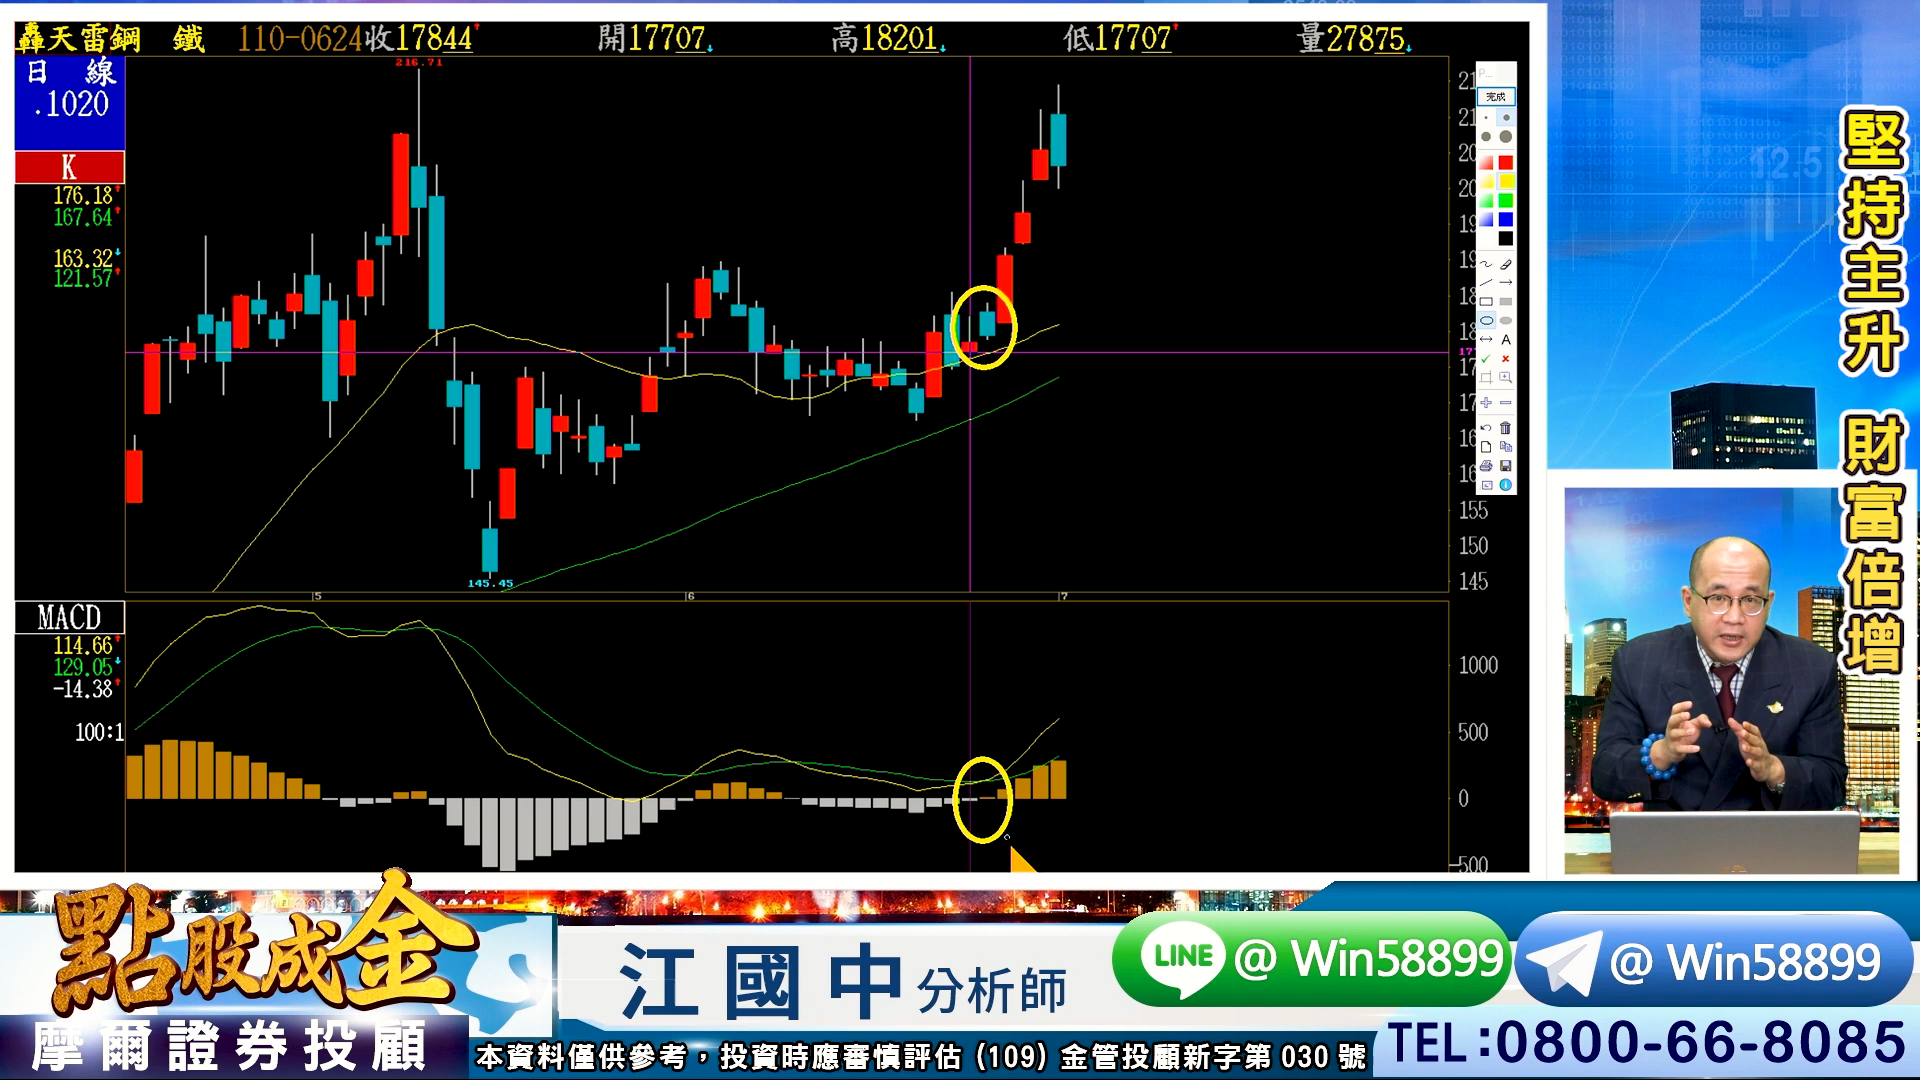 轟天雷鋼 鐵 110-0624收17844 開17707 高18201 低17707 量27875
日 線
.1020
K
176.18
167.64
163.32
121.57
216.71
145.45
155
150
145
5 6 7
MACD
114.66
129.05
-14.38
100:1
1000
500
0
-500
完成
A
堅持主升 財富倍增
點股成金
摩爾證券投顧
江國中分析師
LINE @ Win58899
@ Win58899
TEL:0800-66-8085
本資料僅供參考,投資時應審慎評估 (109) 金管投顧新字第 030 號